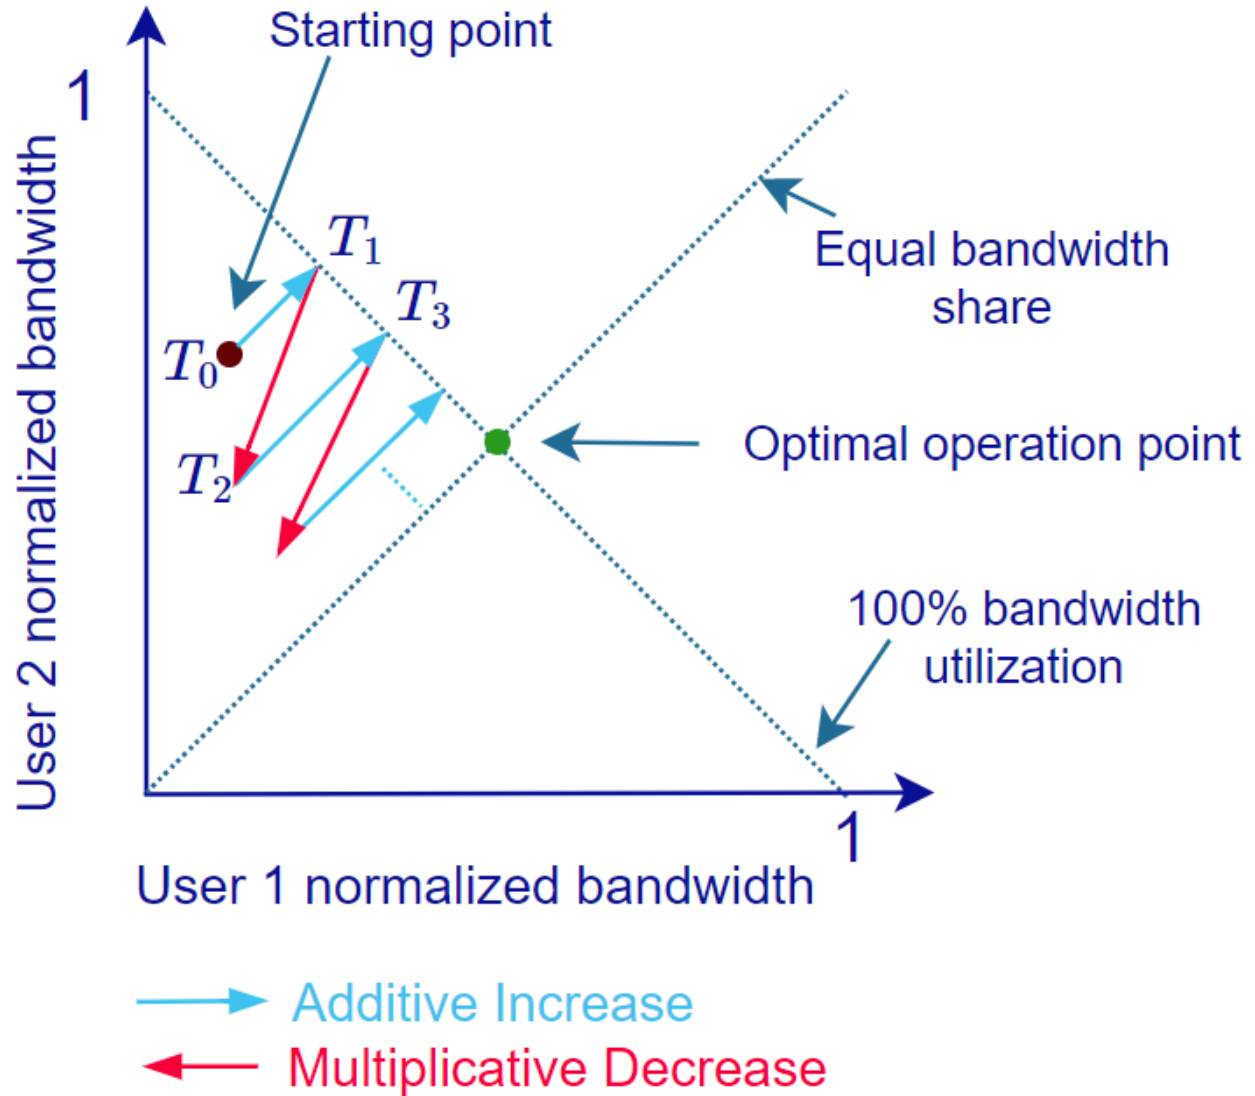 Starting point
1
User 2 normalized bandwidth
T1
T3
T0
T2
Equal bandwidth
share
Optimal operation point
100% bandwidth
utilization
1
User 1 normalized bandwidth
Additive Increase
Multiplicative Decrease